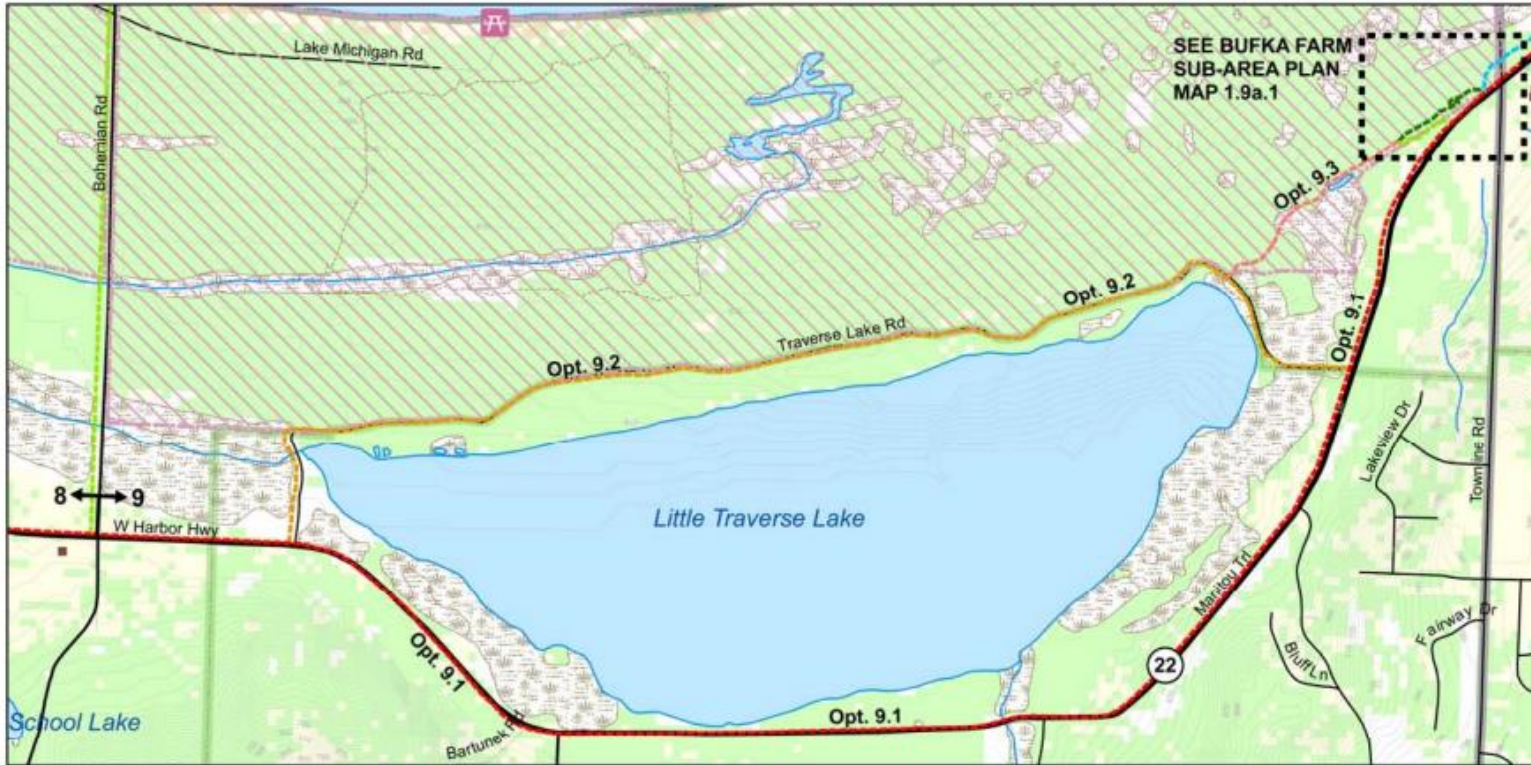 Lake Michigan Rd
SEE BUFKA FARM
SUB-AREA PLAN
MAP 1.9a.1
Bohemian Rd
Opt. 9.3
Opt. 9.2
Traverse Lake Rd
Opt. 9.1
Opt. 9.2
Lakeview Dr
Townline Rd
8 9
W Harbor Hwy
Little Traverse Lake
Manitou Trl
Fairway Dr
Bluff Ln
22
Opt. 9.1
Opt. 9.1
School Lake
Bartunek Rd